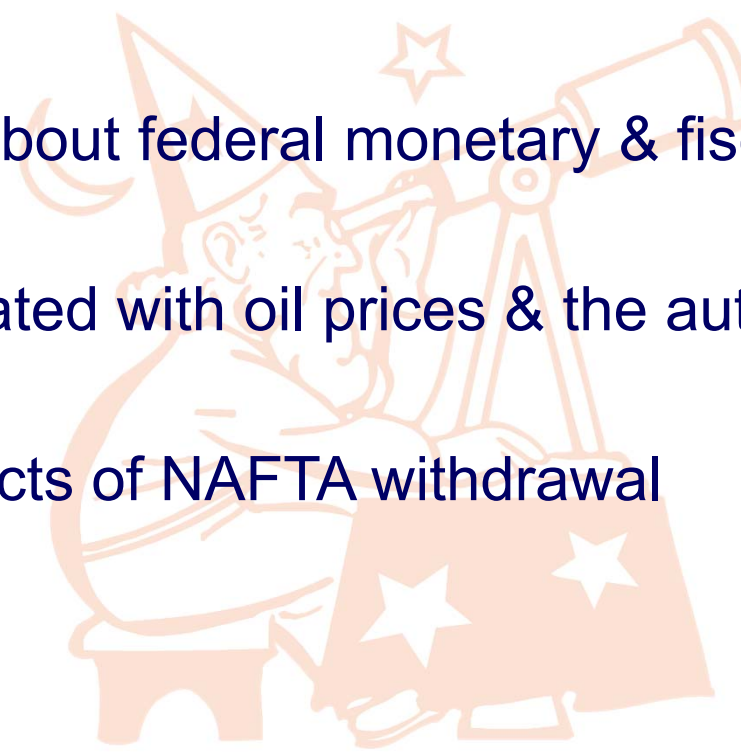 bout federal monetary & fis
ated with oil prices & the aut
cts of NAFTA withdrawal